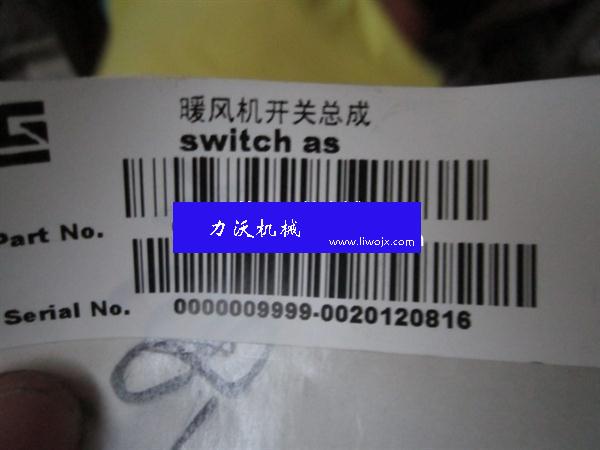 暖风机开关总成
switch as
Part No.
力沃机械
www.liwojx.com
Serial No. 0000009999-0020120816